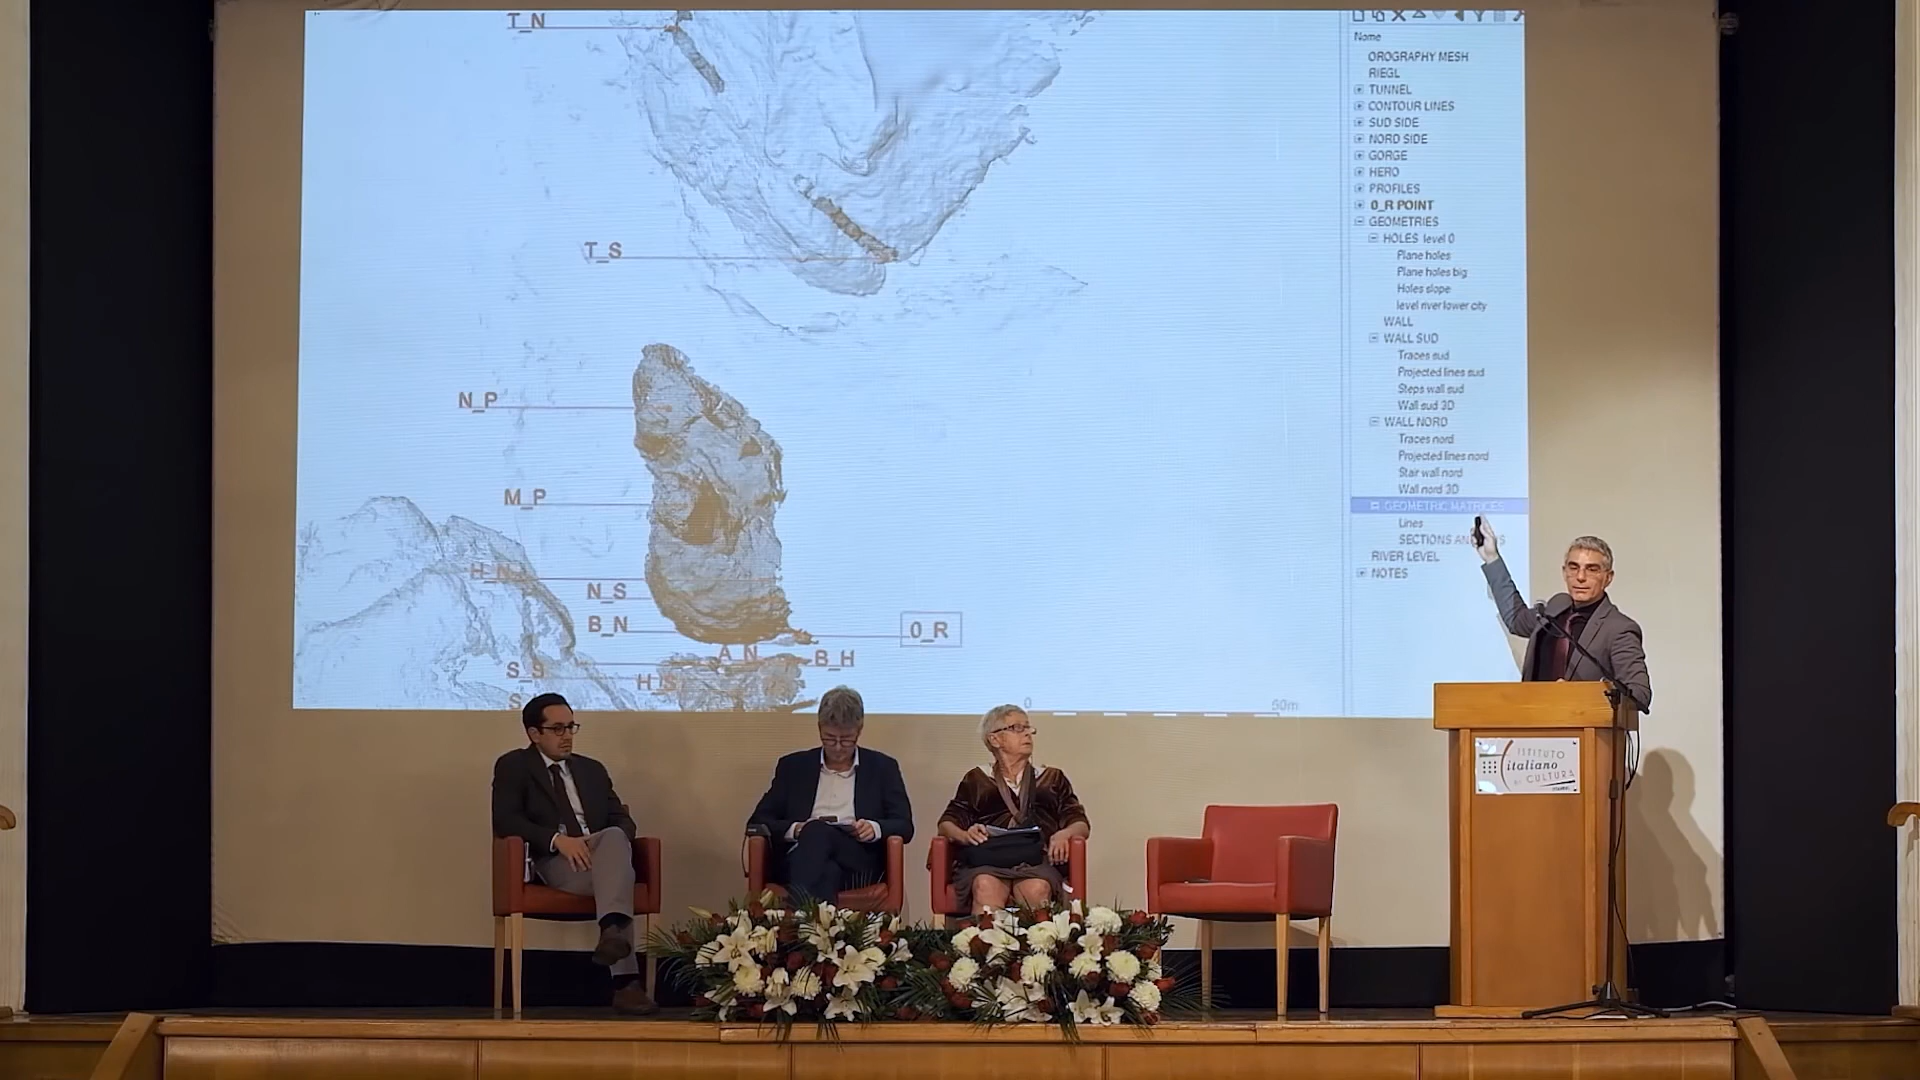 T_N
T_S
N_P
M_P
H_N
N_S
B_N
0_R
A_N
B_H
S_S
H_S
S
0
50m
Nome
OROGRAPHY MESH
RIEGL
TUNNEL
CONTOUR LINES
SUD SIDE
NORD SIDE
GORGE
HERO
PROFILES
0_R POINT
GEOMETRIES
HOLES level 0
Plane holes
Plane holes big
Holes slope
level river lower city
WALL
WALL SUD
Traces sud
Projected lines sud
Steps wall sud
Wall sud 3D
WALL NORD
Traces nord
Projected lines nord
Stair wall nord
Wall nord 3D
GEOMETRIC MATRICES
Lines
SECTIONS
RIVER LEVEL
NOTES
ISTITUTO
italiano
DI CULTURA